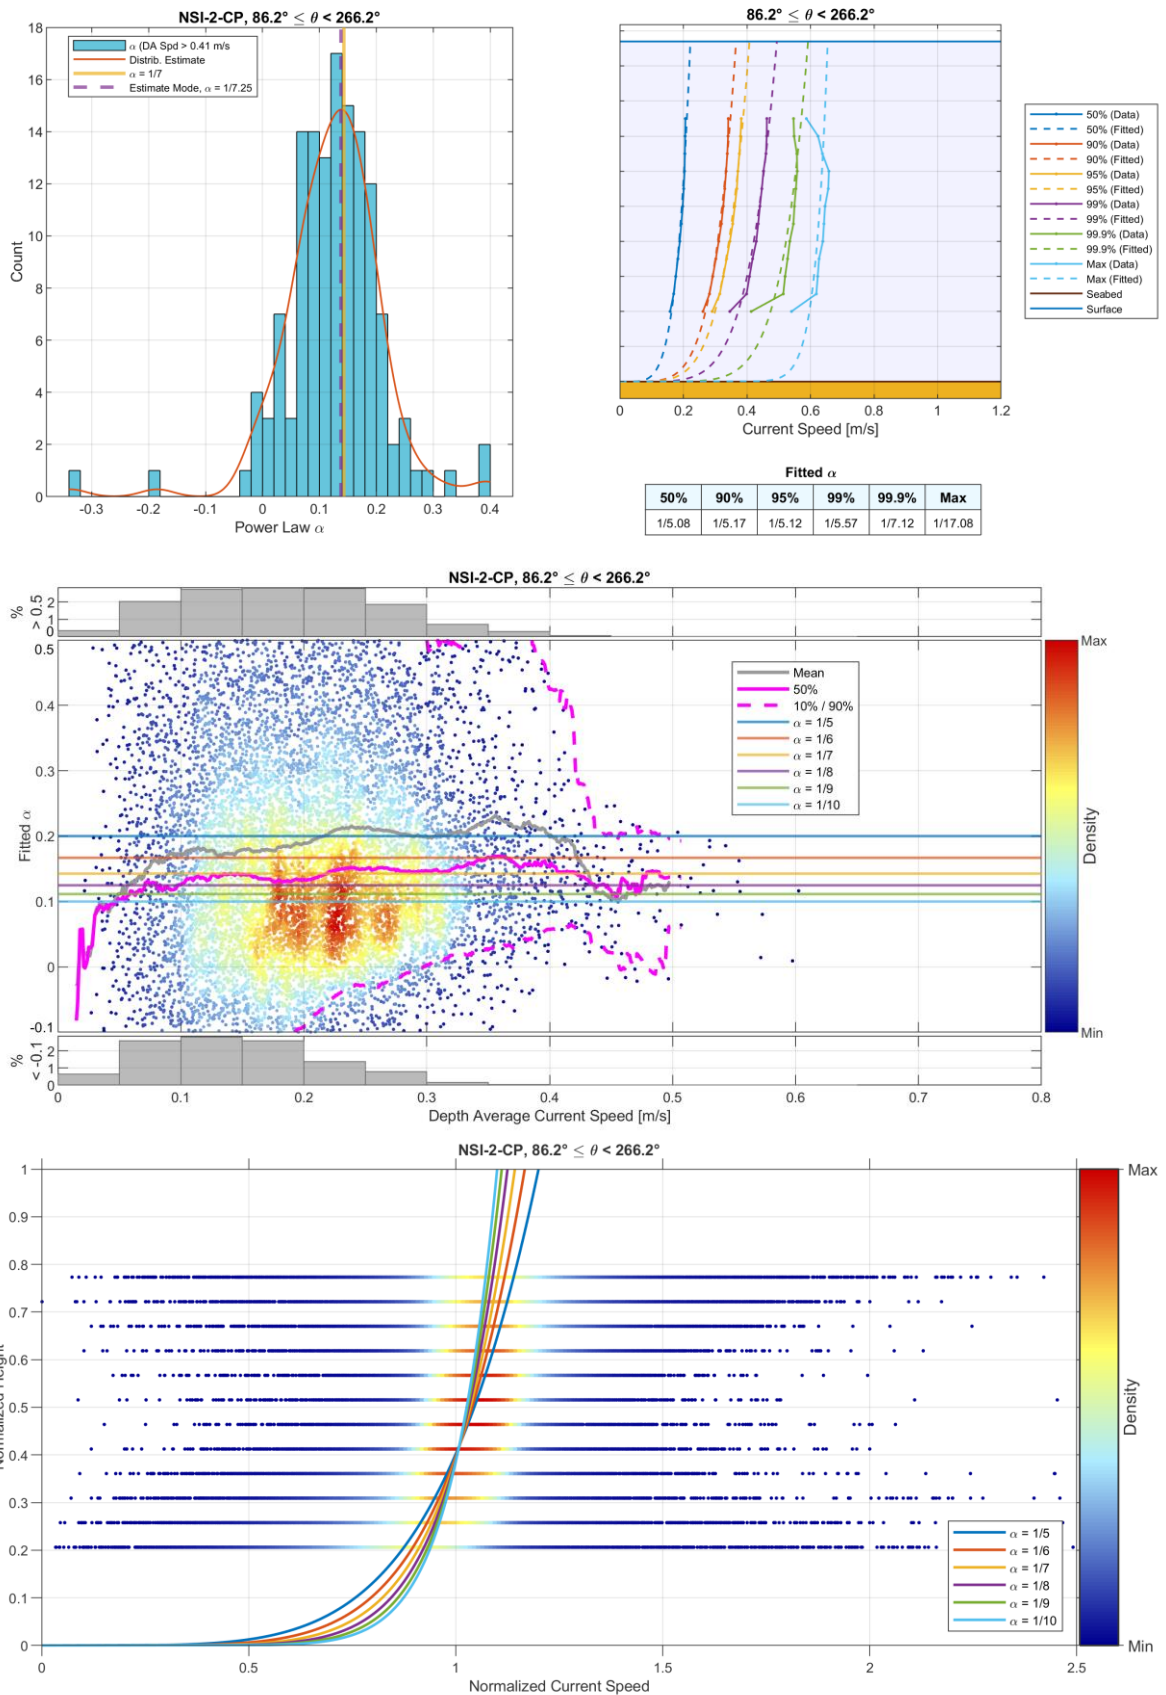 NSI-2-CP, 86.2° ≤ θ < 266.2°
18
16
14
12
10
8
6
4
2
0
Count
α (DA Spd > 0.41 m/s
Distrib. Estimate
α = 1/7
Estimate Mode, α = 1/7.25
-0.3
-0.2
-0.1
0
0.1
0.2
0.3
0.4
Power Law α
86.2° ≤ θ < 266.2°
50% (Data)
50% (Fitted)
90% (Data)
90% (Fitted)
95% (Data)
95% (Fitted)
99% (Data)
99% (Fitted)
99.9% (Data)
99.9% (Fitted)
Max (Data)
Max (Fitted)
Seabed
Surface
0
0.2
0.4
0.6
0.8
1
1.2
Current Speed [m/s]
Fitted α
50% 90% 95% 99% 99.9% Max
1/5.08 1/5.17 1/5.12 1/5.57 1/7.12 1/17.08
NSI-2-CP, 86.2° ≤ θ < 266.2°
% > 0.5
2
1
0
0.5
0.4
0.3
0.2
0.1
0
-0.1
Fitted α
Mean
50%
10% / 90%
α = 1/5
α = 1/6
α = 1/7
α = 1/8
α = 1/9
α = 1/10
Max
Density
Min
% < -0.1
2
1
0
0
0.1
0.2
0.3
0.4
0.5
0.6
0.7
0.8
Depth Average Current Speed [m/s]
NSI-2-CP, 86.2° ≤ θ < 266.2°
1
0.9
0.8
0.7
0.6
0.5
0.4
0.3
0.2
0.1
0
Normalized Height
α = 1/5
α = 1/6
α = 1/7
α = 1/8
α = 1/9
α = 1/10
Max
Density
Min
0
0.5
1
1.5
2
2.5
Normalized Current Speed